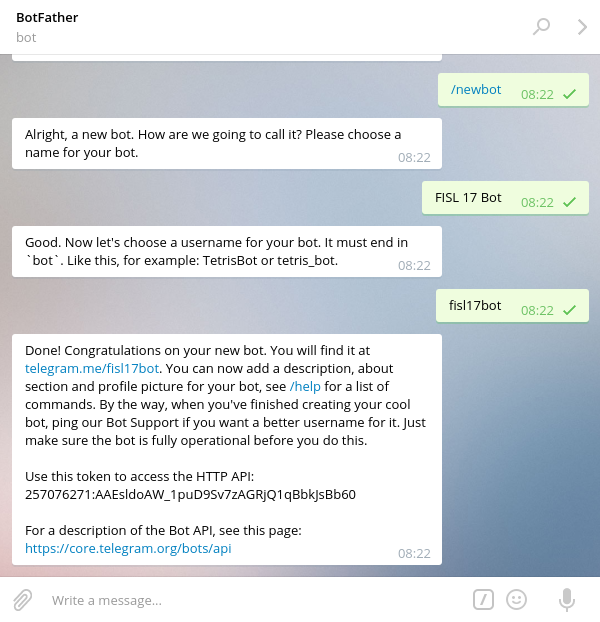 BotFather
bot
/newbot
08:22
Alright, a new bot. How are we going to call it? Please choose a
name for your bot.
08:22
FISL 17 Bot
08:22
Good. Now let's choose a username for your bot. It must end in
`bot`. Like this, for example: TetrisBot or tetris_bot.
08:22
fisl17bot
08:22
Done! Congratulations on your new bot. You will find it at
telegram.me/fisl17bot. You can now add a description, about
section and profile picture for your bot, see /help for a list of
commands. By the way, when you've finished creating your cool
bot, ping our Bot Support if you want a better username for it. Just
make sure the bot is fully operational before you do this.
Use this token to access the HTTP API:
257076271:AAEsldoAW_1puD9Sv7zAGRjQ1qBbkJsBb60
For a description of the Bot API, see this page:
https://core.telegram.org/bots/api
08:22
Write a message...